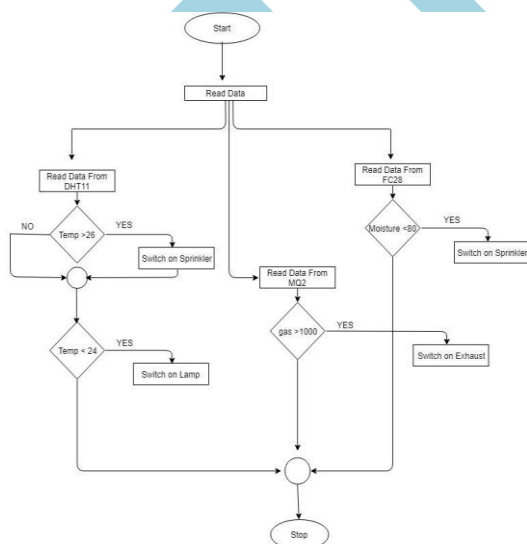 Start
Read Data
Read Data From
DHT11
Read Data From
FC28
NO
Temp >26
YES
Moisture <80
YES
Switch on Sprinkler
Switch on Sprinkler
Read Data From
MQ2
Temp < 24
YES
gas >1000
YES
Switch on Lamp
Switch on Exhaust
Stop